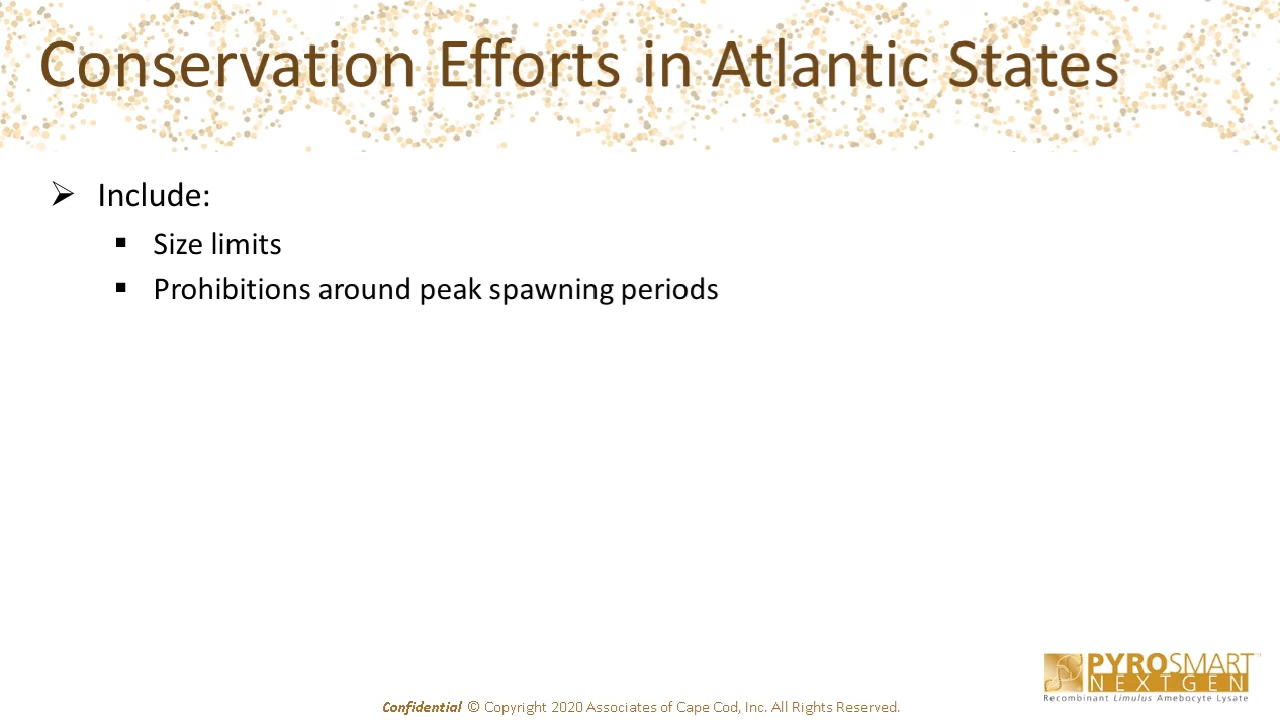 Conservation Efforts in Atlantic States
➢ Include:
▪ Size limits
▪ Prohibitions around peak spawning periods
PYROSMART™
NEXTGEN
Recombinant Limulus Amebocyte Lysate
Confidential © Copyright 2020 Associates of Cape Cod, Inc. All Rights Reserved.